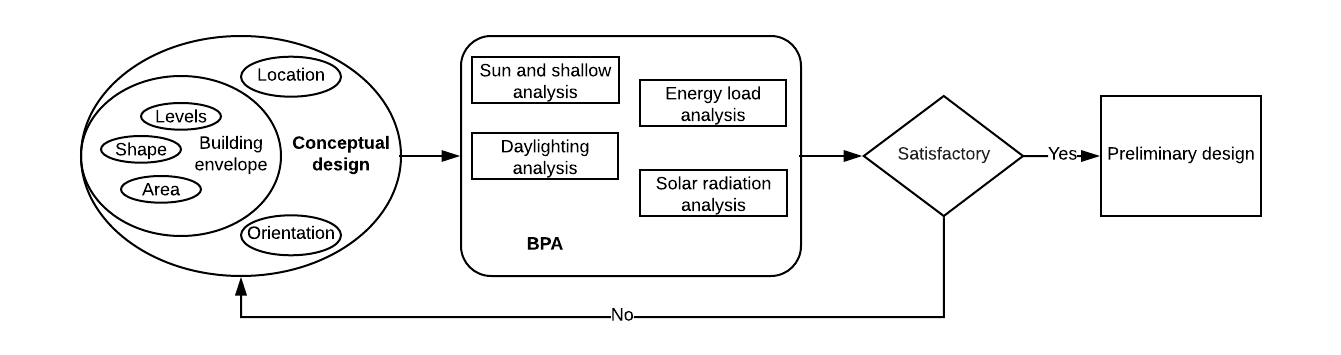 Location
Levels
Shape
Building
envelope
Area
Conceptual
design
Orientation
Sun and shallow
analysis
Energy load
analysis
Daylighting
analysis
Solar radiation
analysis
BPA
Satisfactory
Yes
Preliminary design
No